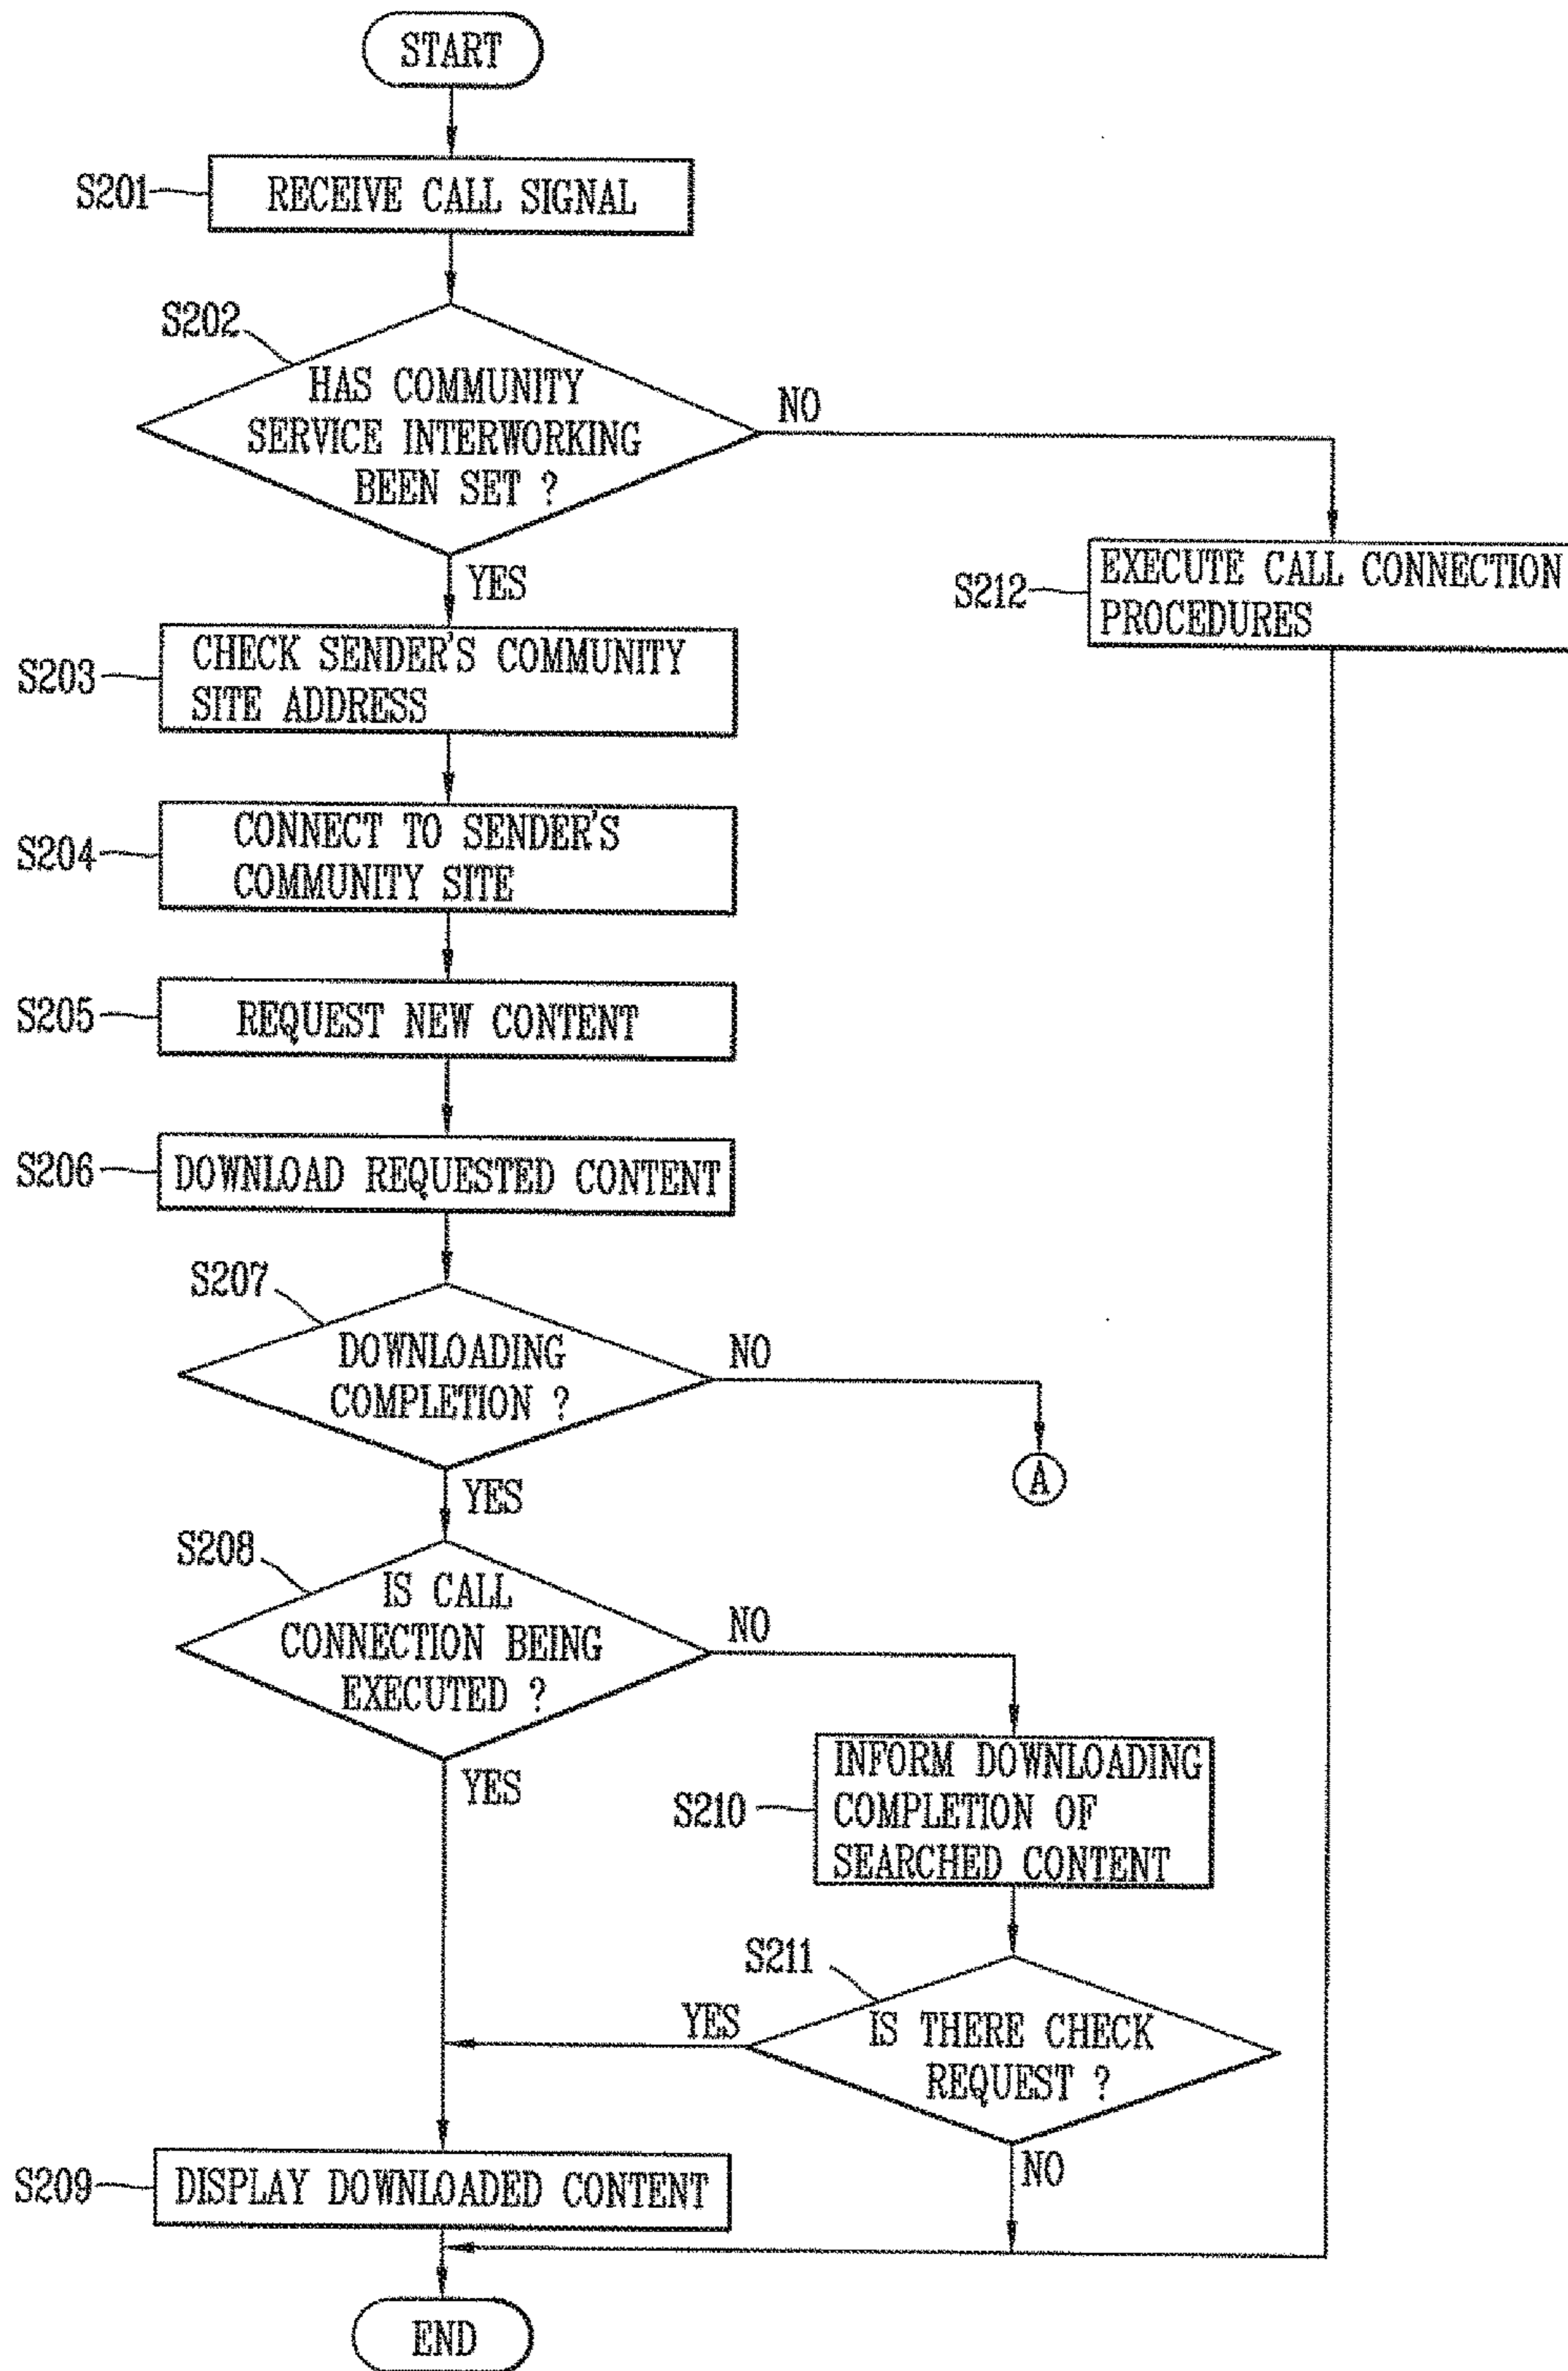 START
S201
RECEIVE CALL SIGNAL
S202
HAS COMMUNITY
SERVICE INTERWORKING
BEEN SET ?
NO
YES
S212
EXECUTE CALL CONNECTION
PROCEDURES
S203
CHECK SENDER'S COMMUNITY
SITE ADDRESS
S204
CONNECT TO SENDER'S
COMMUNITY SITE
S205
REQUEST NEW CONTENT
S206
DOWNLOAD REQUESTED CONTENT
S207
DOWNLOADING
COMPLETION ?
NO
A
YES
S208
IS CALL
CONNECTION BEING
EXECUTED ?
NO
YES
S210
INFORM DOWNLOADING
COMPLETION OF
SEARCHED CONTENT
S211
IS THERE CHECK
REQUEST ?
YES
NO
S209
DISPLAY DOWNLOADED CONTENT
END